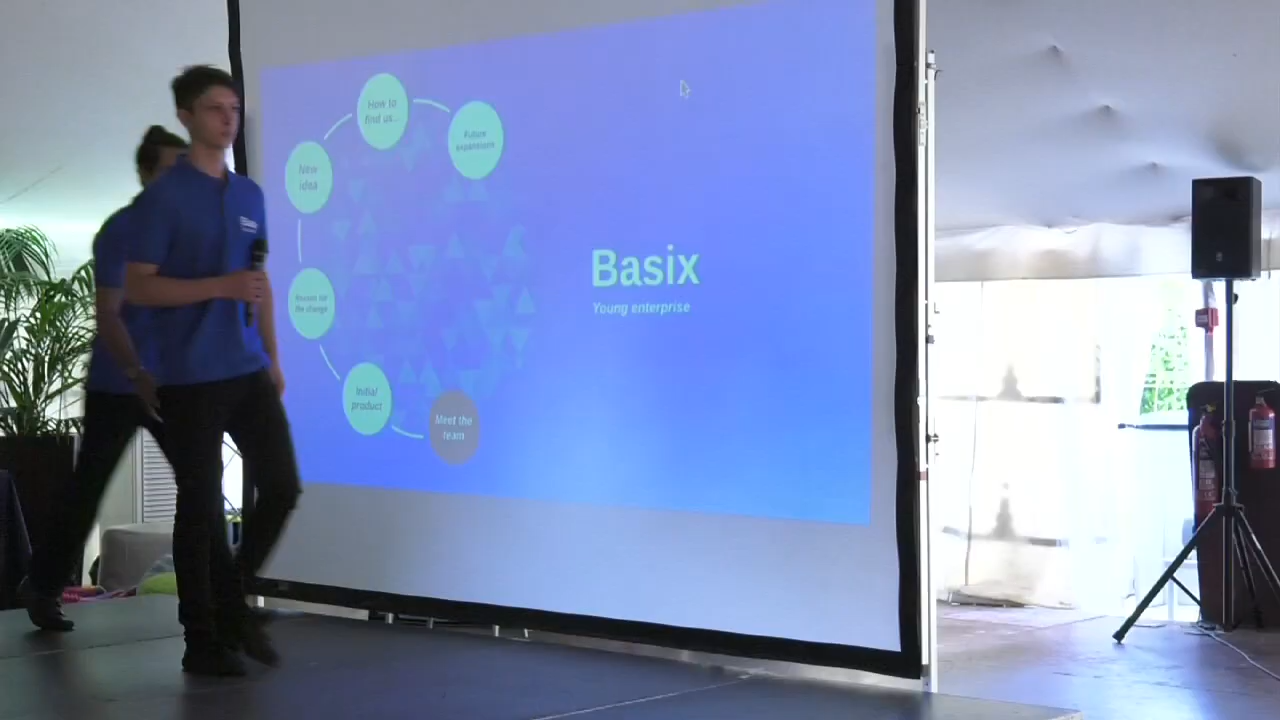 How to
find us...
Future
expansions
New
idea
Reason for
the change
Initial
product
Meet the
team
Basix
Young enterprise